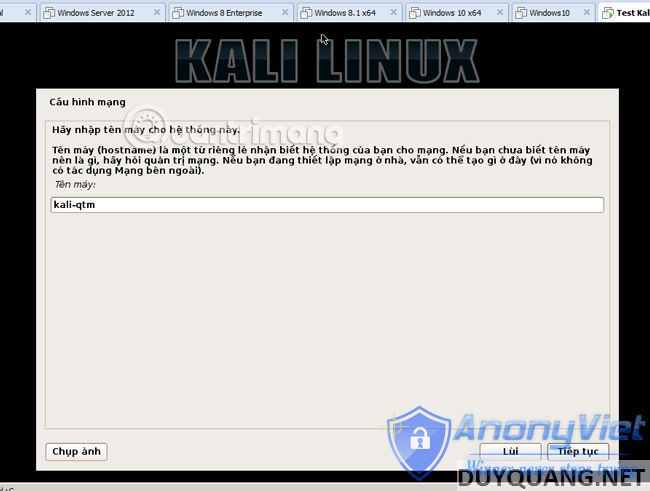 Windows Server 2012
Windows 8 Enterprise
Windows 8.1 x64
Windows 10 x64
Windows10
Test Kal
KALI LINUX
Cấu hình mạng
Hãy nhập tên máy cho hệ thống này.
quantrimang
Tên máy (hostname) là một từ riêng lẻ nhận biết hệ thống của bạn cho mạng. Nếu bạn chưa biết tên máy
nên là gì, hãy hỏi quản trị mạng. Nếu bạn đang thiết lập mạng ở nhà, vẫn có thể tạo gì ở đây (vì nó không
có tác dụng Mạng bên ngoài).
Tên máy:
kali-qtm
AnonyViet
Chụp ảnh
Lùi
Tiếp tục
Winner never stops trying
DUYQUANG.NET